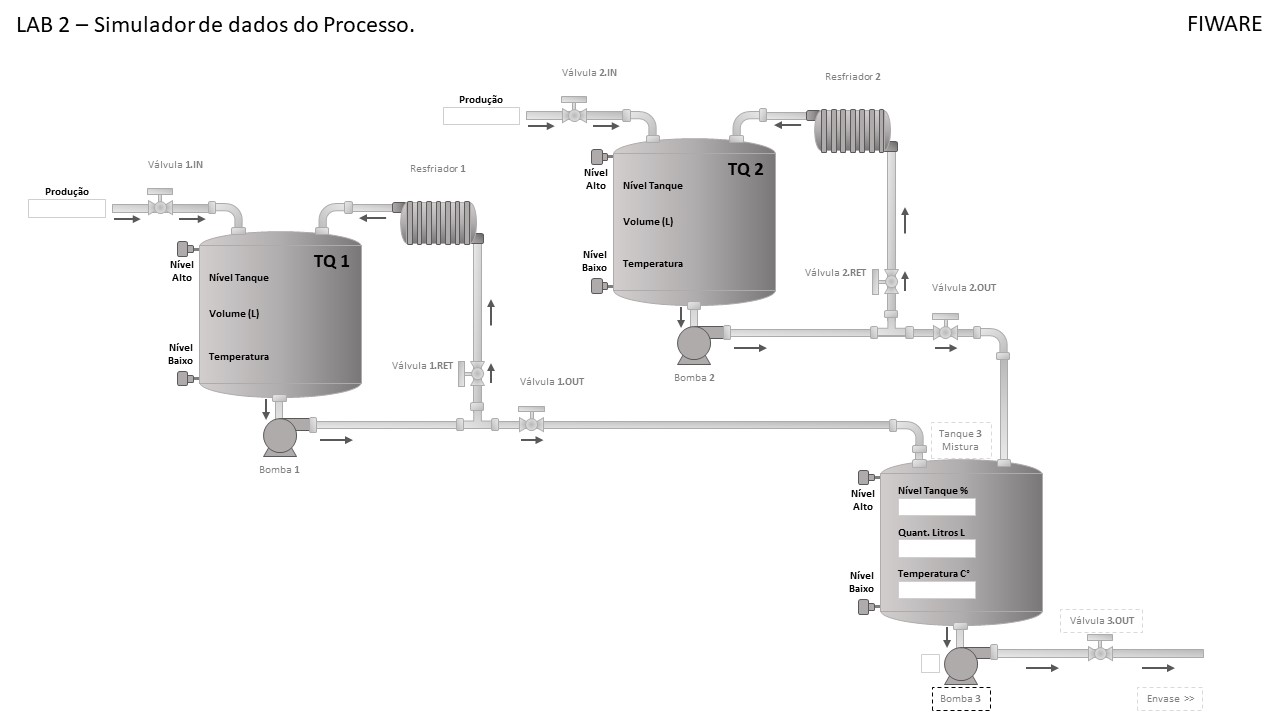 LAB 2 – Simulador de dados do Processo.
FIWARE
Válvula 2.IN
Resfriador 2
Produção
TQ 2
Nível
Alto
Nível Tanque
Volume (L)
Nível
Baixo
Temperatura
Válvula 2.RET
Válvula 2.OUT
Bomba 2
Válvula 1.IN
Resfriador 1
Produção
TQ 1
Nível
Alto
Nível Tanque
Volume (L)
Nível
Baixo
Temperatura
Válvula 1.RET
Válvula 1.OUT
Bomba 1
Tanque 3
Mistura
Nível
Alto
Nível Tanque %
Quant. Litros L
Nível
Baixo
Temperatura C°
Válvula 3.OUT
Bomba 3
Envase >>